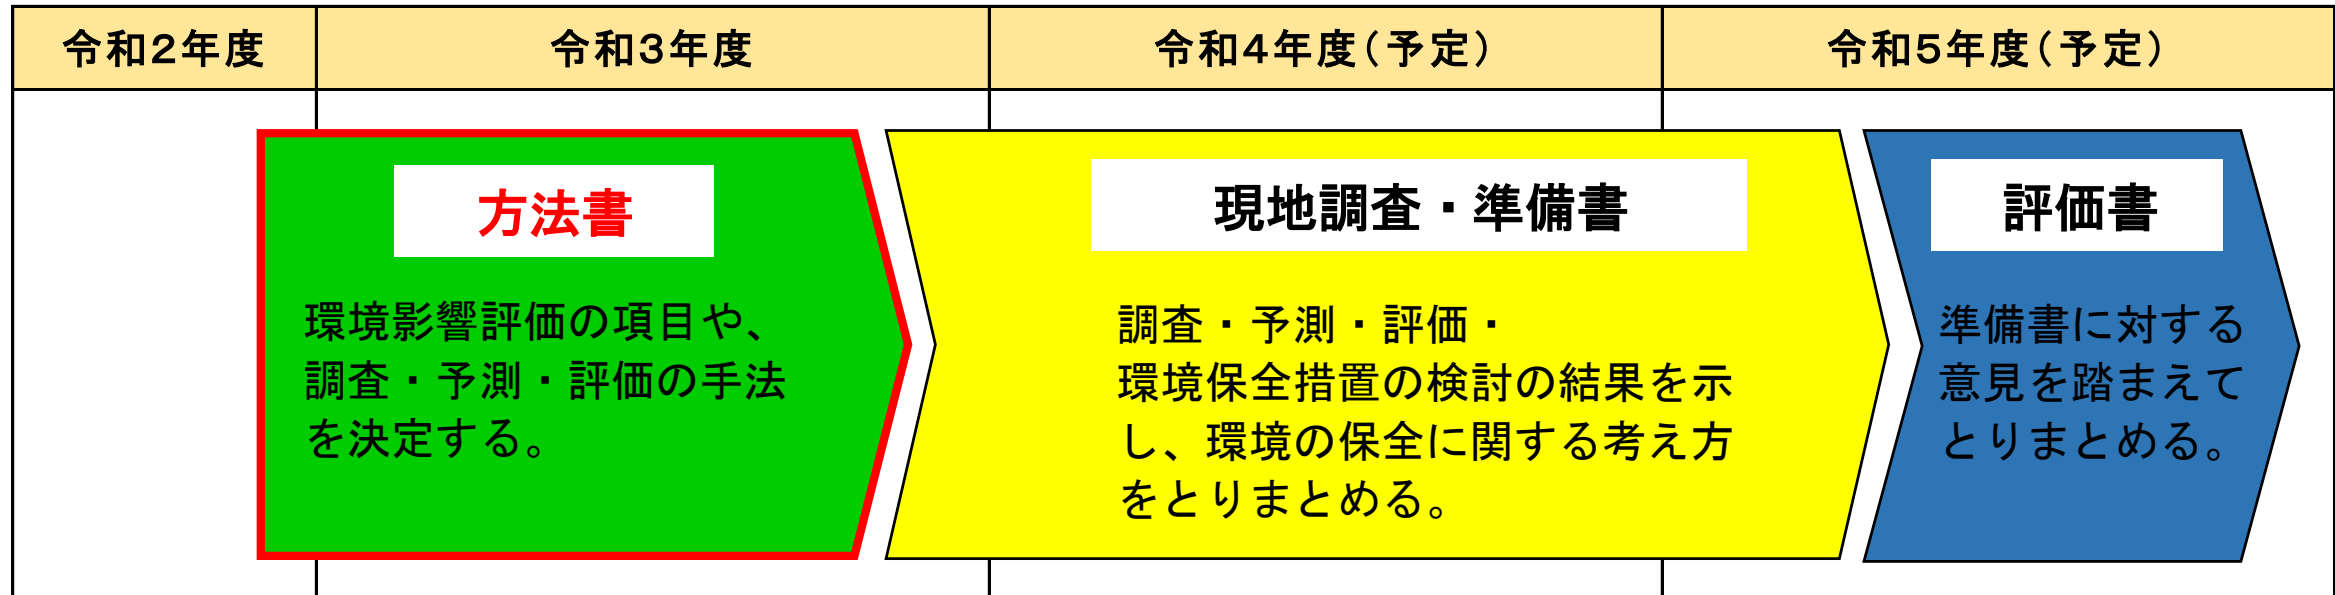 令和2年度
令和3年度
令和4年度(予定)
令和5年度(予定)
方法書
環境影響評価の項目や、
調査・予測・評価の手法
を決定する。
現地調査・準備書
調査・予測・評価・
環境保全措置の検討の結果を示
し、環境の保全に関する考え方
をとりまとめる。
評価書
準備書に対する
意見を踏まえて
とりまとめる。